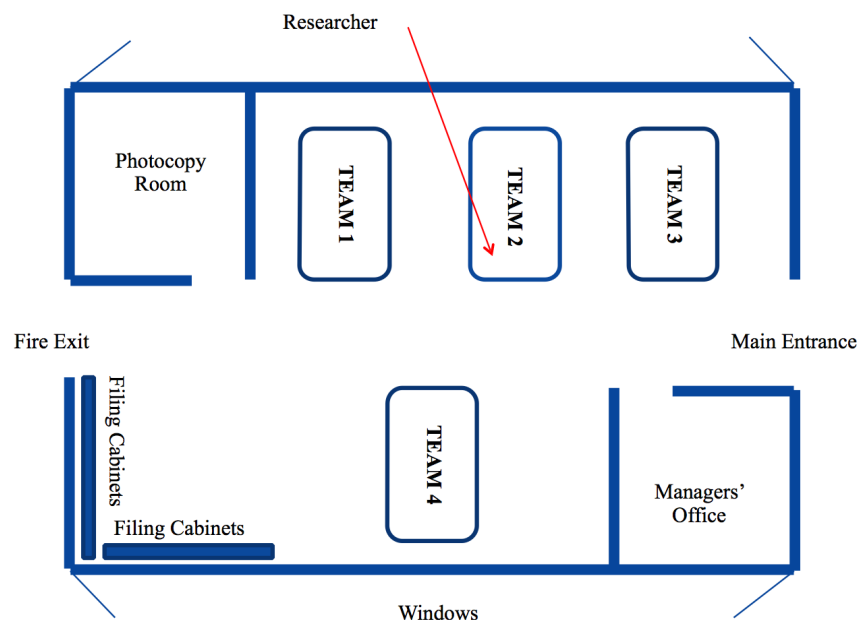 Researcher
Photocopy
Room
TEAM 1
TEAM 2
TEAM 3
Fire Exit
Main Entrance
Filing Cabinets
TEAM 4
Managers’
Office
Filing Cabinets
Windows